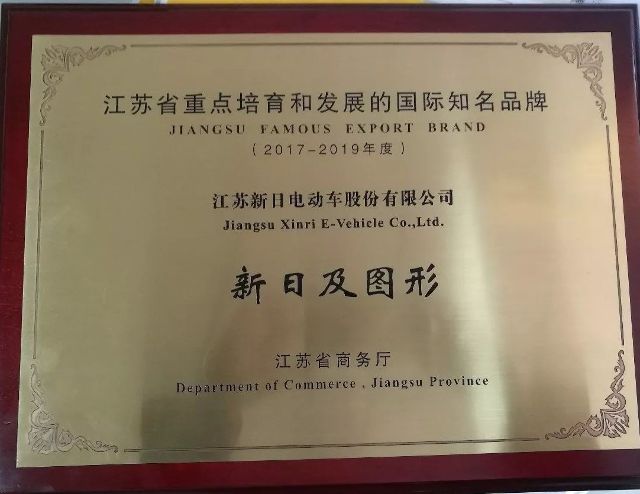 江苏省重点培育和发展的国际知名品牌
JIANGSU FAMOUS EXPORT BRAND
(2017-2019年度)
江苏新日电动车股份有限公司
Jiangsu Xinri E-Vehicle Co.,Ltd.
新日及图形
江苏省商务厅
Department of Commerce , Jiangsu Province